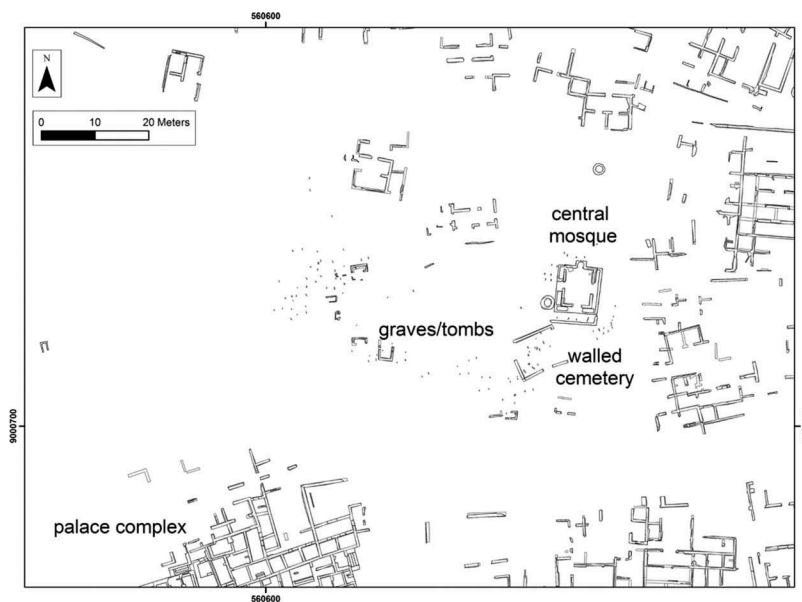 560600
N
0 10 20 Meters
central
mosque
graves/tombs
walled
cemetery
9000700
palace complex
560600